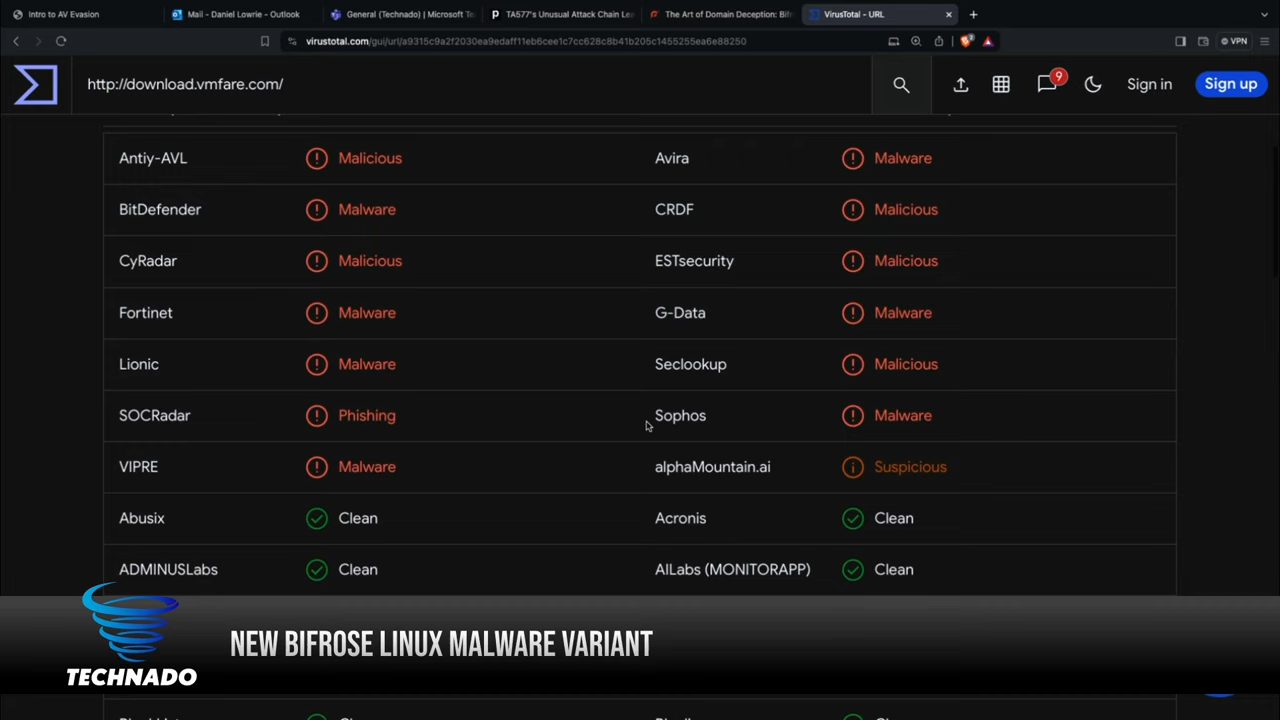 Intro to AV Evasion
Mail - Daniel Lowrie - Outlook
General (Technado) | Microsoft Te
TA577's Unusual Attack Chain Lea
The Art of Domain Deception: Bifr
VirusTotal - URL
virustotal.com/gui/url/a9315c9a2f2030ea9edaff11eb6cee1c7cc628c8b41b205c1455255ea6e88250
VPN
http://download.vmfare.com/
9
Sign in
Sign up
Antiy-AVL Malicious Avira Malware
BitDefender Malware CRDF Malicious
CyRadar Malicious ESTsecurity Malicious
Fortinet Malware G-Data Malware
Lionic Malware Seclookup Malicious
SOCRadar Phishing Sophos Malware
VIPRE Malware alphaMountain.ai Suspicious
Abusix Clean Acronis Clean
ADMINUSLabs Clean AILabs (MONITORAPP) Clean
NEW BIFROSE LINUX MALWARE VARIANT
TECHNADO